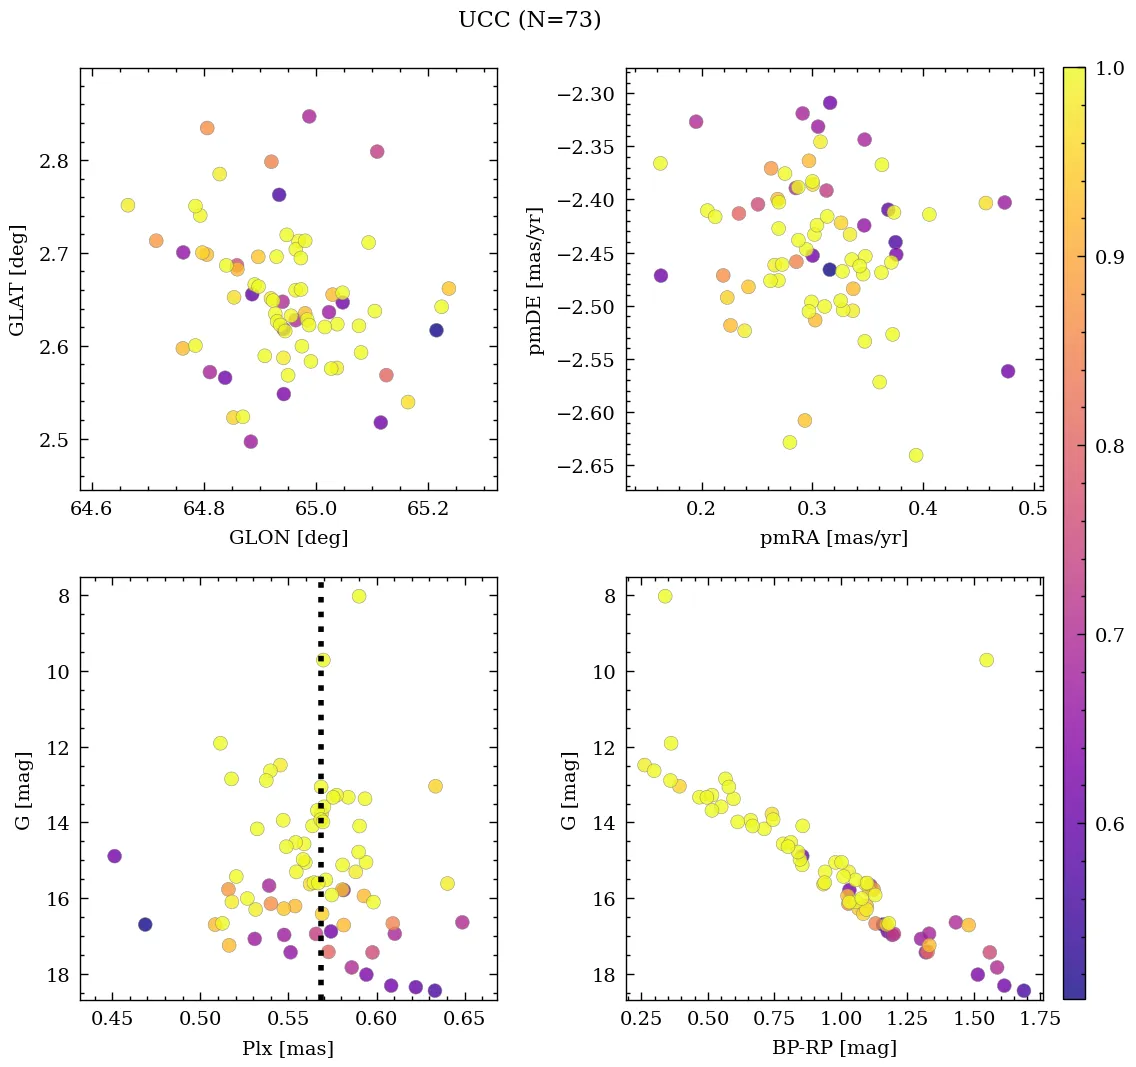 UCC (N=73)
2.8
2.7
2.6
2.5
GLAT [deg]
64.6 64.8 65.0 65.2
GLON [deg]
−2.30
−2.35
−2.40
−2.45
−2.50
−2.55
−2.60
−2.65
pmDE [mas/yr]
0.2 0.3 0.4 0.5
pmRA [mas/yr]
8
10
12
14
16
18
G [mag]
0.45 0.50 0.55 0.60 0.65
Plx [mas]
8
10
12
14
16
18
G [mag]
0.25 0.50 0.75 1.00 1.25 1.50 1.75
BP-RP [mag]
1.0
0.9
0.8
0.7
0.6